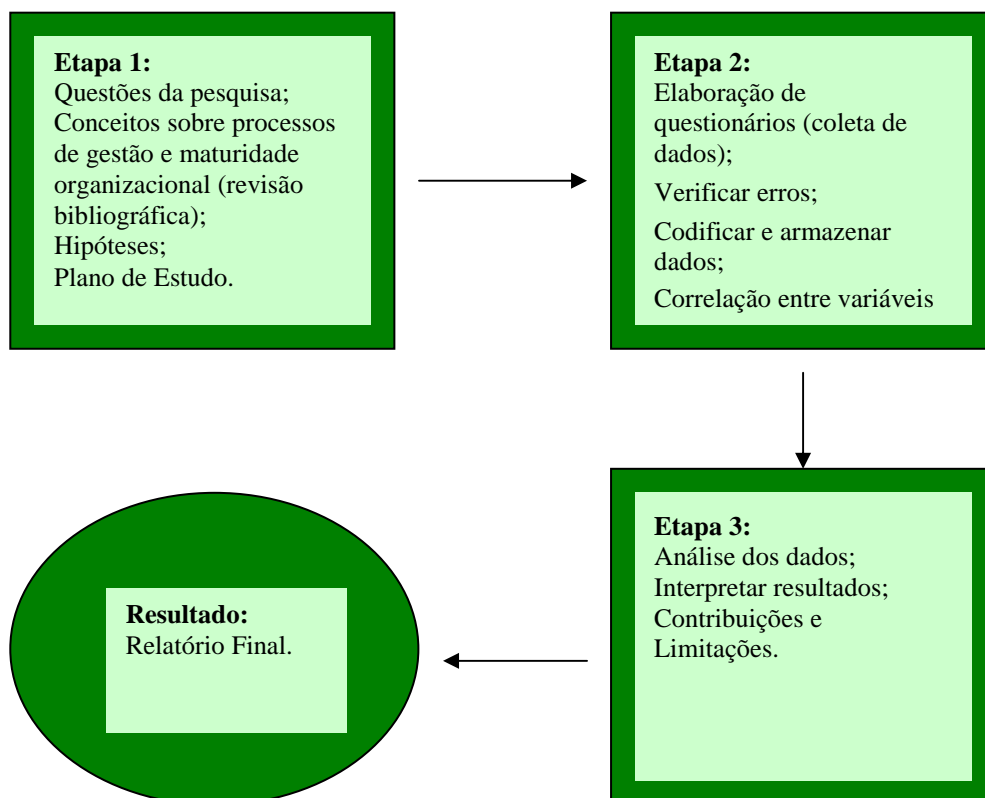 Etapa 1:
Questões da pesquisa;
Conceitos sobre processos
de gestão e maturidade
organizacional (revisão
bibliográfica);
Hipóteses;
Plano de Estudo.
Etapa 2:
Elaboração de
questionários (coleta de
dados);
Verificar erros;
Codificar e armazenar
dados;
Correlação entre variáveis
Etapa 3:
Análise dos dados;
Interpretar resultados;
Contribuições e
Limitações.
Resultado:
Relatório Final.